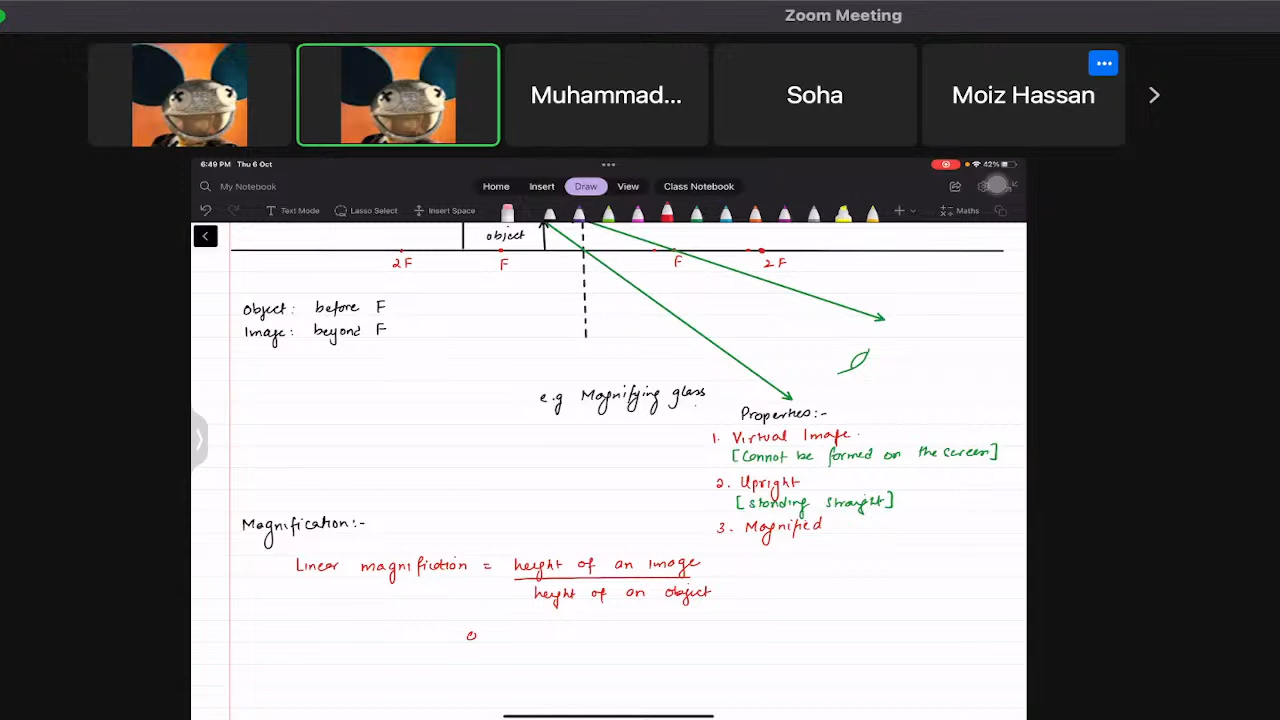 Zoom Meeting
Muhammad...
Soha
Moiz Hassan
6:49 PM Thu 6 Oct
42%
My Notebook
Home
Insert
Draw
View
Class Notebook
Text Mode
Lasso Select
Insert Space
Maths
object
2F
F
F
2F
Object: before F
Image: beyond F
e.g Magnifying glass
Properties:-
1. Virtual Image.
[Cannot be formed on the screen]
2. Upright
[standing straight]
3. Magnified
Magnification:-
Linear magnifiction = height of an image
height of an object
o